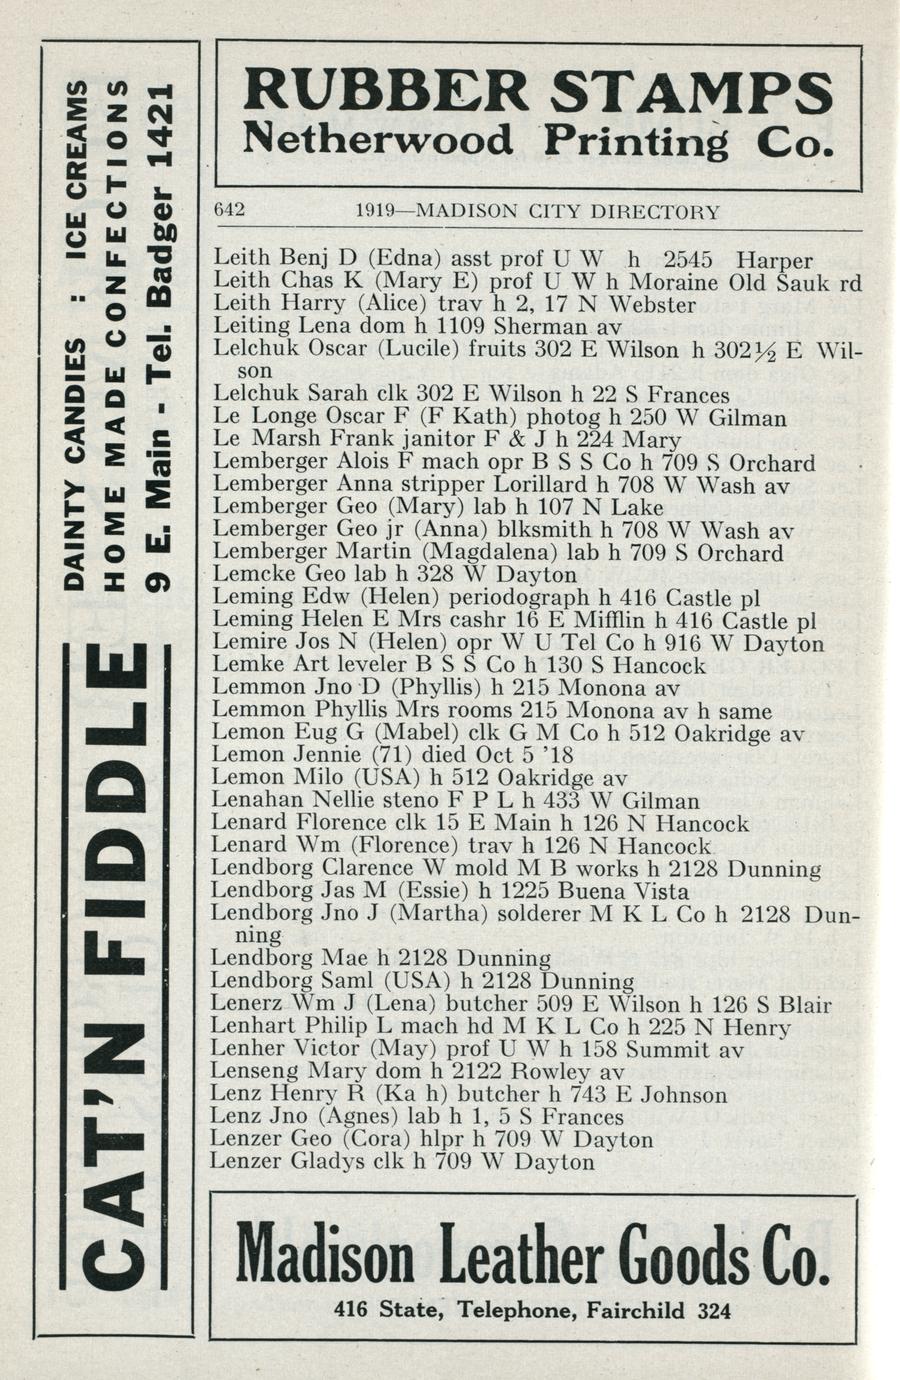 RUBBER STAMPS
Netherwood Printing Co.
642 1919—MADISON CITY DIRECTORY
Leith Benj D (Edna) asst prof U W h 2545 Harper
Leith Chas K (Mary E) prof U W h Moraine Old Sauk rd
Leith Harry (Alice) trav h 2, 17 N Webster
Leiting Lena dom h 1109 Sherman av
Lelchuk Oscar (Lucile) fruits 302 E Wilson h 302½ E Wil-
son
Lelchuk Sarah clk 302 E Wilson h 22 S Frances
Le Longe Oscar F (F Kath) photog h 250 W Gilman
Le Marsh Frank janitor F & J h 224 Mary
Lemberger Alois F mach opr B S S Co h 709 S Orchard
Lemberger Anna stripper Lorillard h 708 W Wash av
Lemberger Geo (Mary) lab h 107 N Lake
Lemberger Geo jr (Anna) blksmith h 708 W Wash av
Lemberger Martin (Magdalena) lab h 709 S Orchard
Lemcke Geo lab h 328 W Dayton
Leming Edw (Helen) periodograph h 416 Castle pl
Leming Helen E Mrs cashr 16 E Mifflin h 416 Castle pl
Lemire Jos N (Helen) opr W U Tel Co h 916 W Dayton
Lemke Art leveler B S S Co h 130 S Hancock
Lemmon Jno D (Phyllis) h 215 Monona av
Lemmon Phyllis Mrs rooms 215 Monona av h same
Lemon Eug G (Mabel) clk G M Co h 512 Oakridge av
Lemon Jennie (71) died Oct 5 '18
Lemon Milo (USA) h 512 Oakridge av
Lenahan Nellie steno F P L h 433 W Gilman
Lenard Florence clk 15 E Main h 126 N Hancock
Lenard Wm (Florence) trav h 126 N Hancock
Lendborg Clarence W mold M B works h 2128 Dunning
Lendborg Jas M (Essie) h 1225 Buena Vista
Lendborg Jno J (Martha) solderer M K L Co h 2128 Dun-
ning
Lendborg Mae h 2128 Dunning
Lendborg Saml (USA) h 2128 Dunning
Lenerz Wm J (Lena) butcher 509 E Wilson h 126 S Blair
Lenhart Philip L mach hd M K L Co h 225 N Henry
Lenher Victor (May) prof U W h 158 Summit av
Lenseng Mary dom h 2122 Rowley av
Lenz Henry R (Ka h) butcher h 743 E Johnson
Lenz Jno (Agnes) lab h 1, 5 S Frances
Lenzer Geo (Cora) hlpr h 709 W Dayton
Lenzer Gladys clk h 709 W Dayton
Madison Leather Goods Co.
416 State, Telephone, Fairchild 324
CAT'N FIDDLE
DAINTY CANDIES : ICE CREAMS
HOME MADE CONFECTIONS
9 E. Main - Tel. Badger 1421